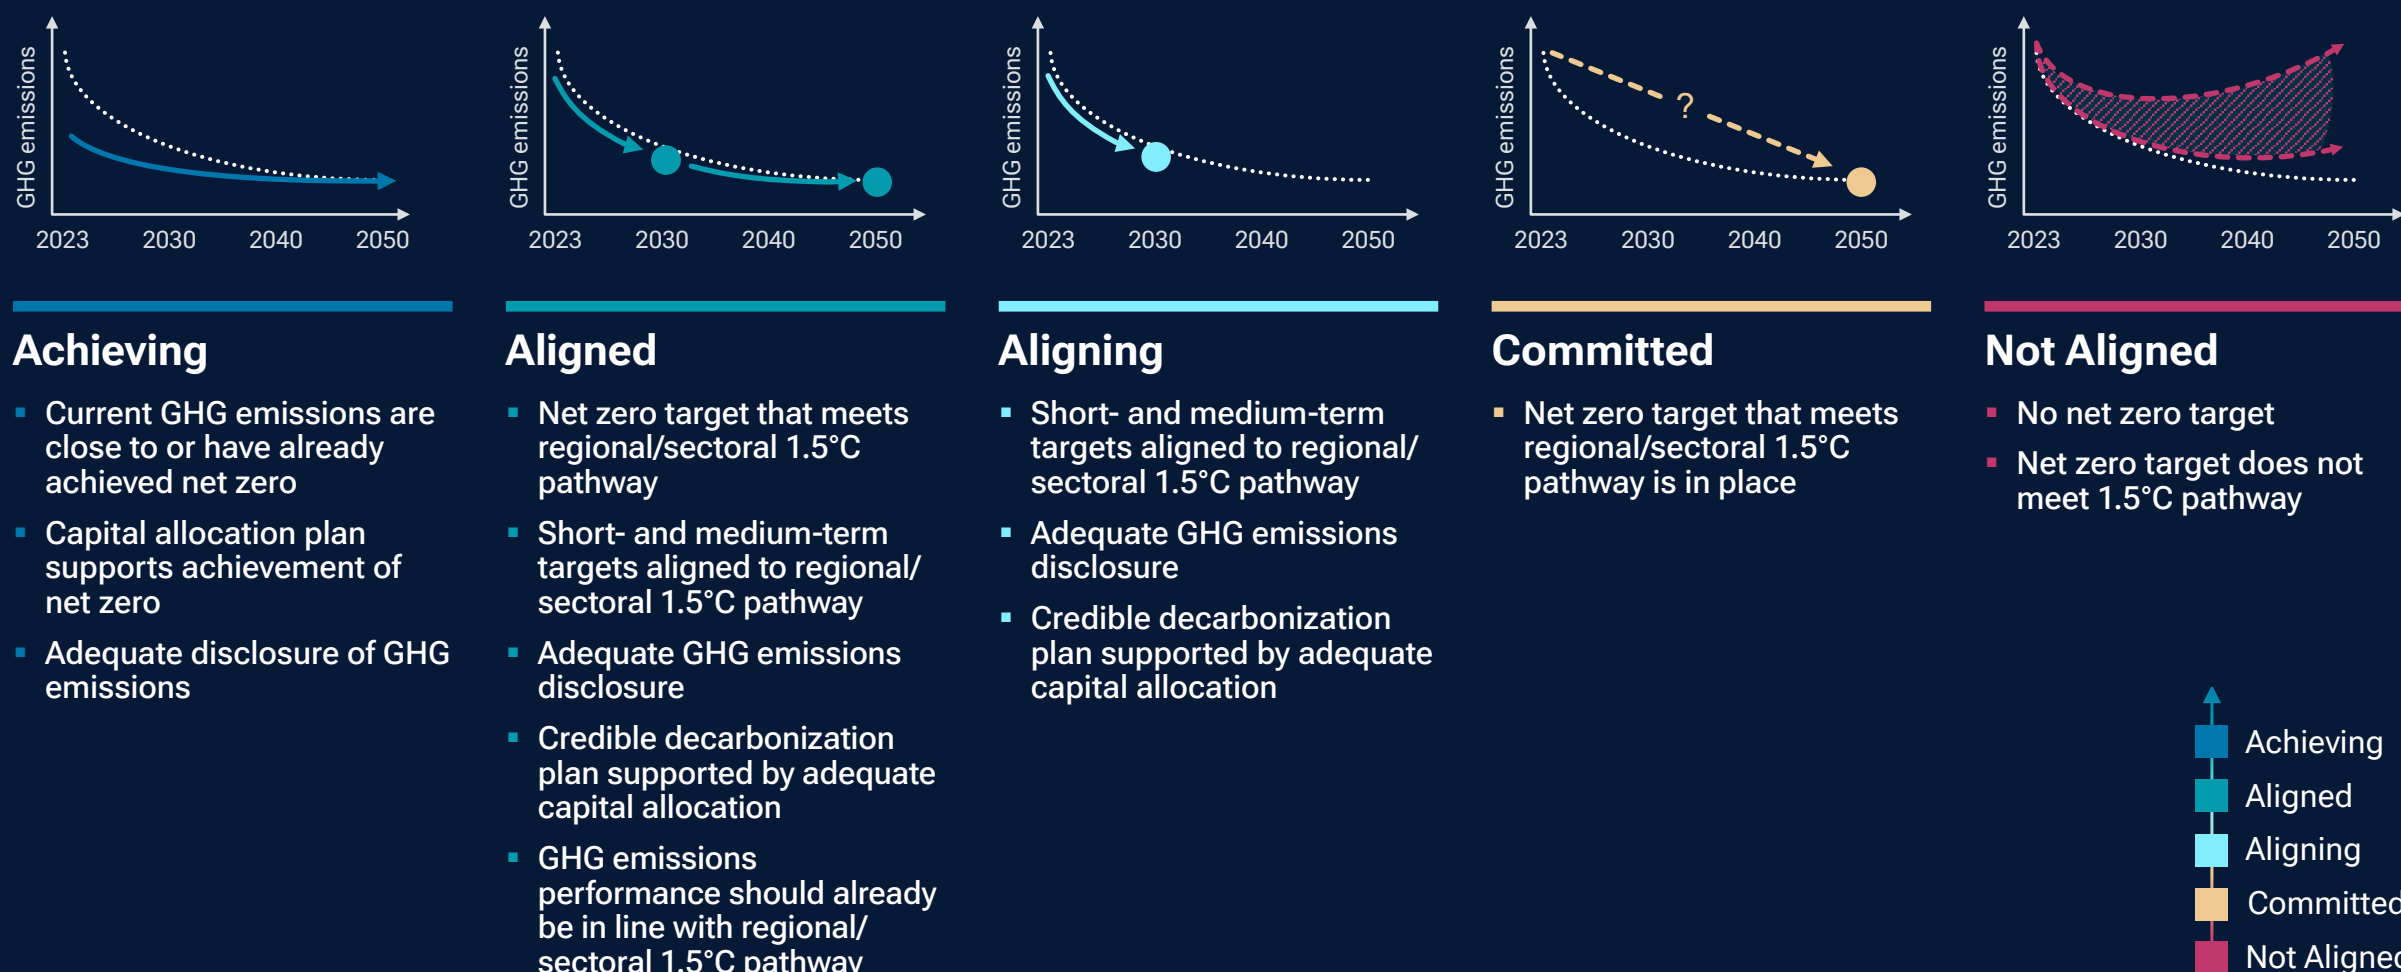 GHG emissions
2023 2030 2040 2050
GHG emissions
2023 2030 2040 2050
GHG emissions
2023 2030 2040 2050
GHG emissions
?
2023 2030 2040 2050
GHG emissions
2023 2030 2040 2050
Achieving
Current GHG emissions are
close to or have already
achieved net zero
Capital allocation plan
supports achievement of
net zero
Adequate disclosure of GHG
emissions
Aligned
Net zero target that meets
regional/sectoral 1.5°C
pathway
Short- and medium-term
targets aligned to regional/
sectoral 1.5°C pathway
Adequate GHG emissions
disclosure
Credible decarbonization
plan supported by adequate
capital allocation
GHG emissions
performance should already
be in line with regional/
sectoral 1.5°C pathway
Aligning
Short- and medium-term
targets aligned to regional/
sectoral 1.5°C pathway
Adequate GHG emissions
disclosure
Credible decarbonization
plan supported by adequate
capital allocation
Committed
Net zero target that meets
regional/sectoral 1.5°C
pathway is in place
Not Aligned
No net zero target
Net zero target does not
meet 1.5°C pathway
Achieving
Aligned
Aligning
Committed
Not Aligned